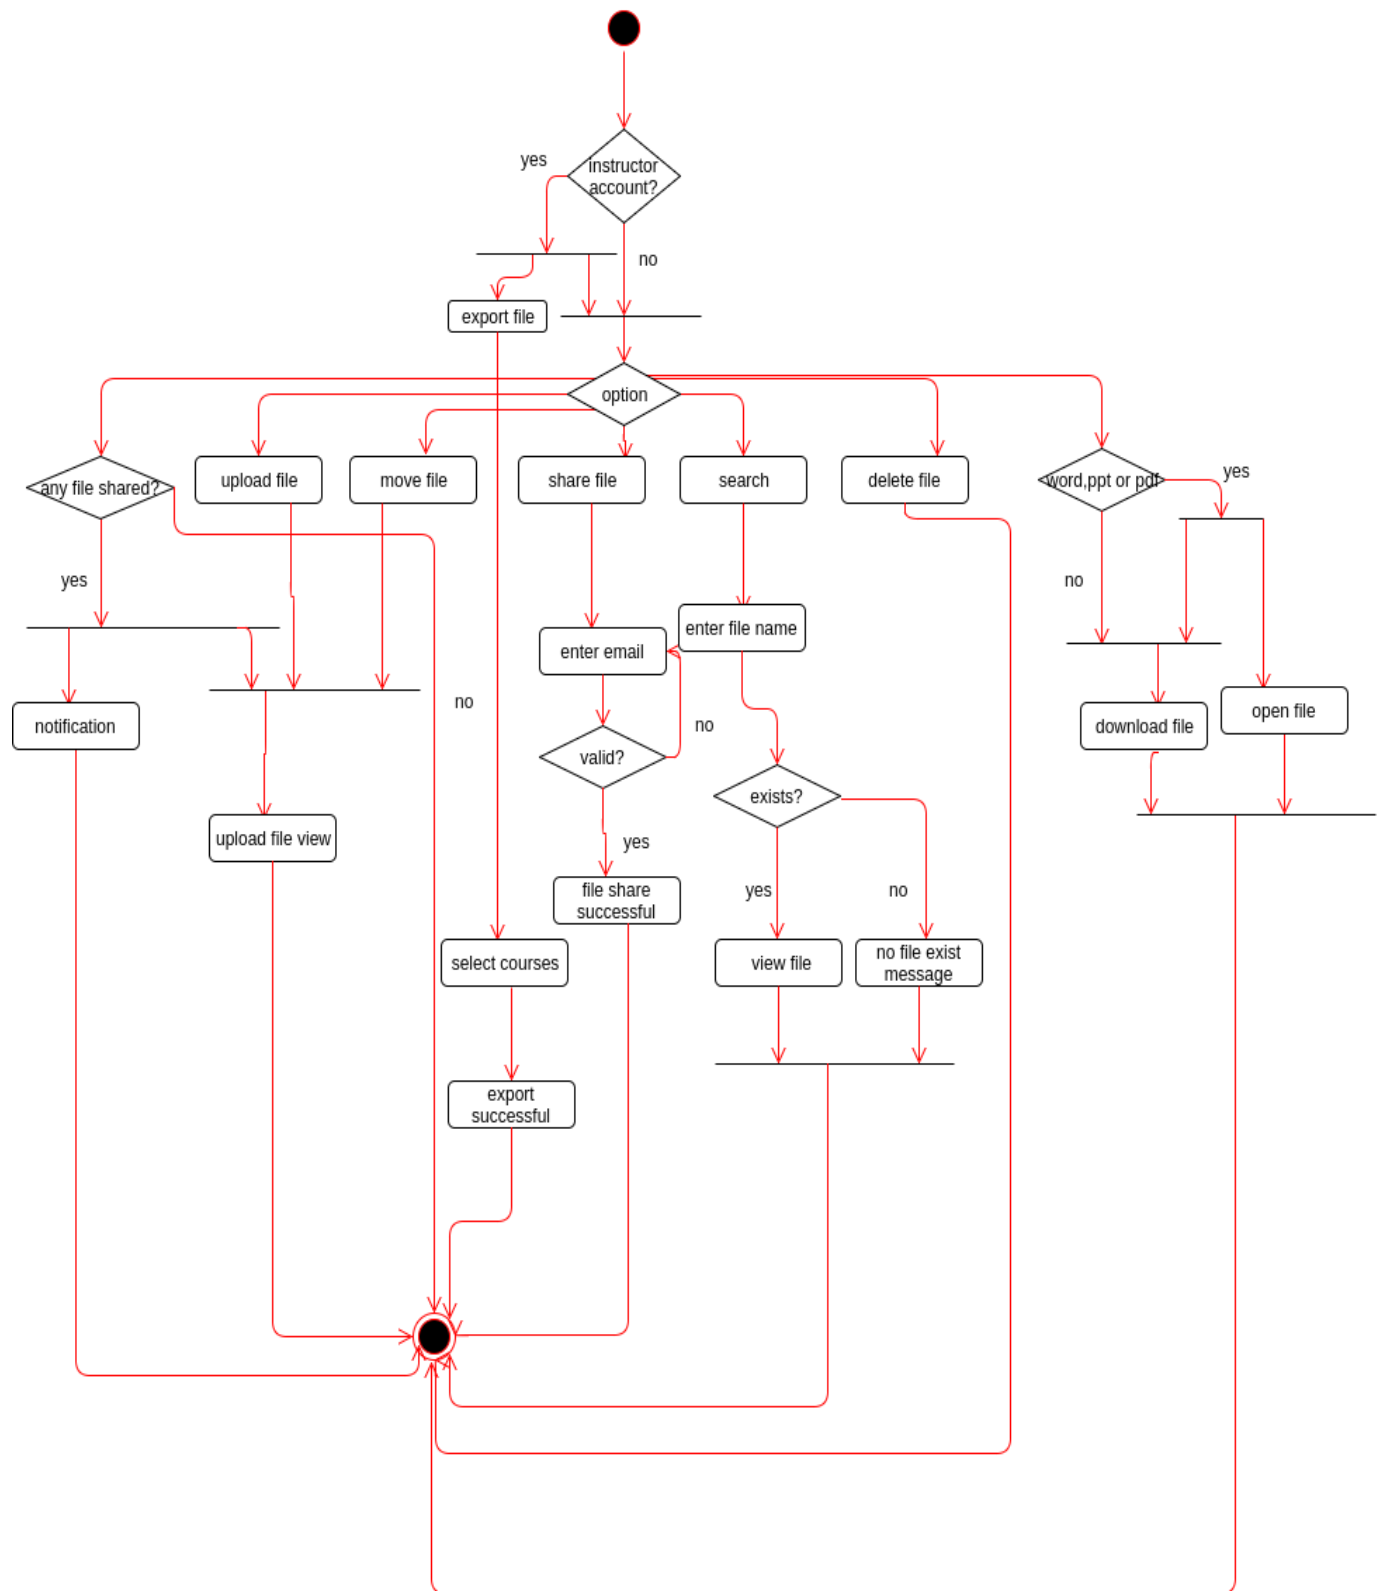 yes
instructor
account?
no
export file
option
any file shared?
upload file
move file
share file
search
delete file
word,ppt or pdf
yes
yes
no
enter email
enter file name
no
no
notification
valid?
download file
open file
upload file view
yes
exists?
file share
successful
yes
no
select courses
view file
no file exist
message
export
successful